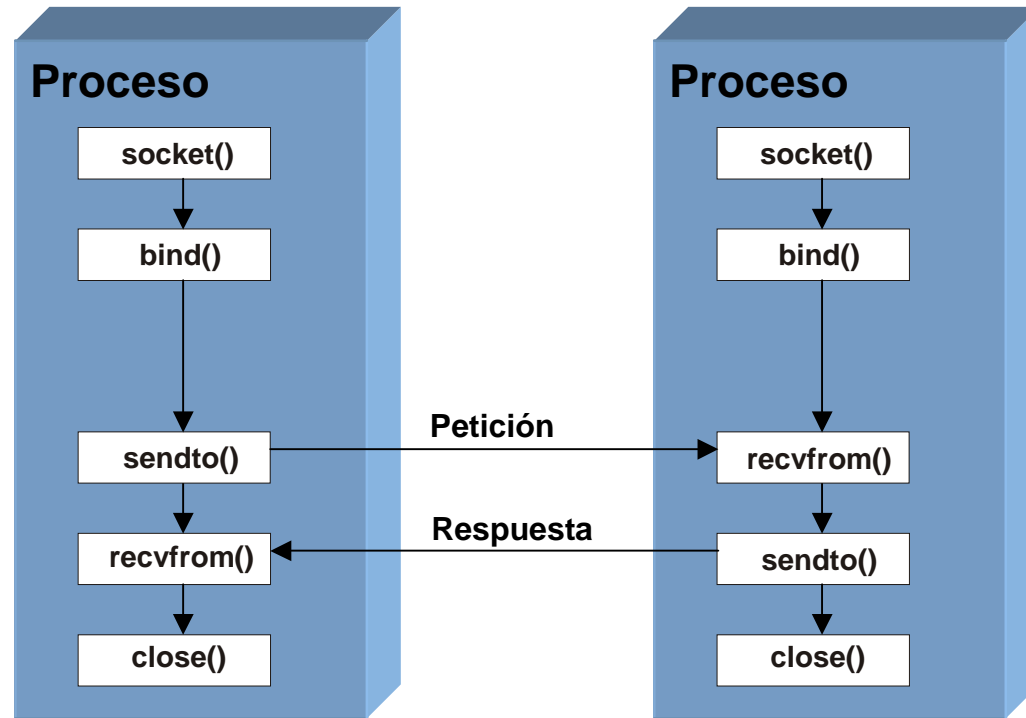 Proceso
socket()
bind()
sendto()
recvfrom()
close()
Petición
Respuesta
Proceso
socket()
bind()
recvfrom()
sendto()
close()